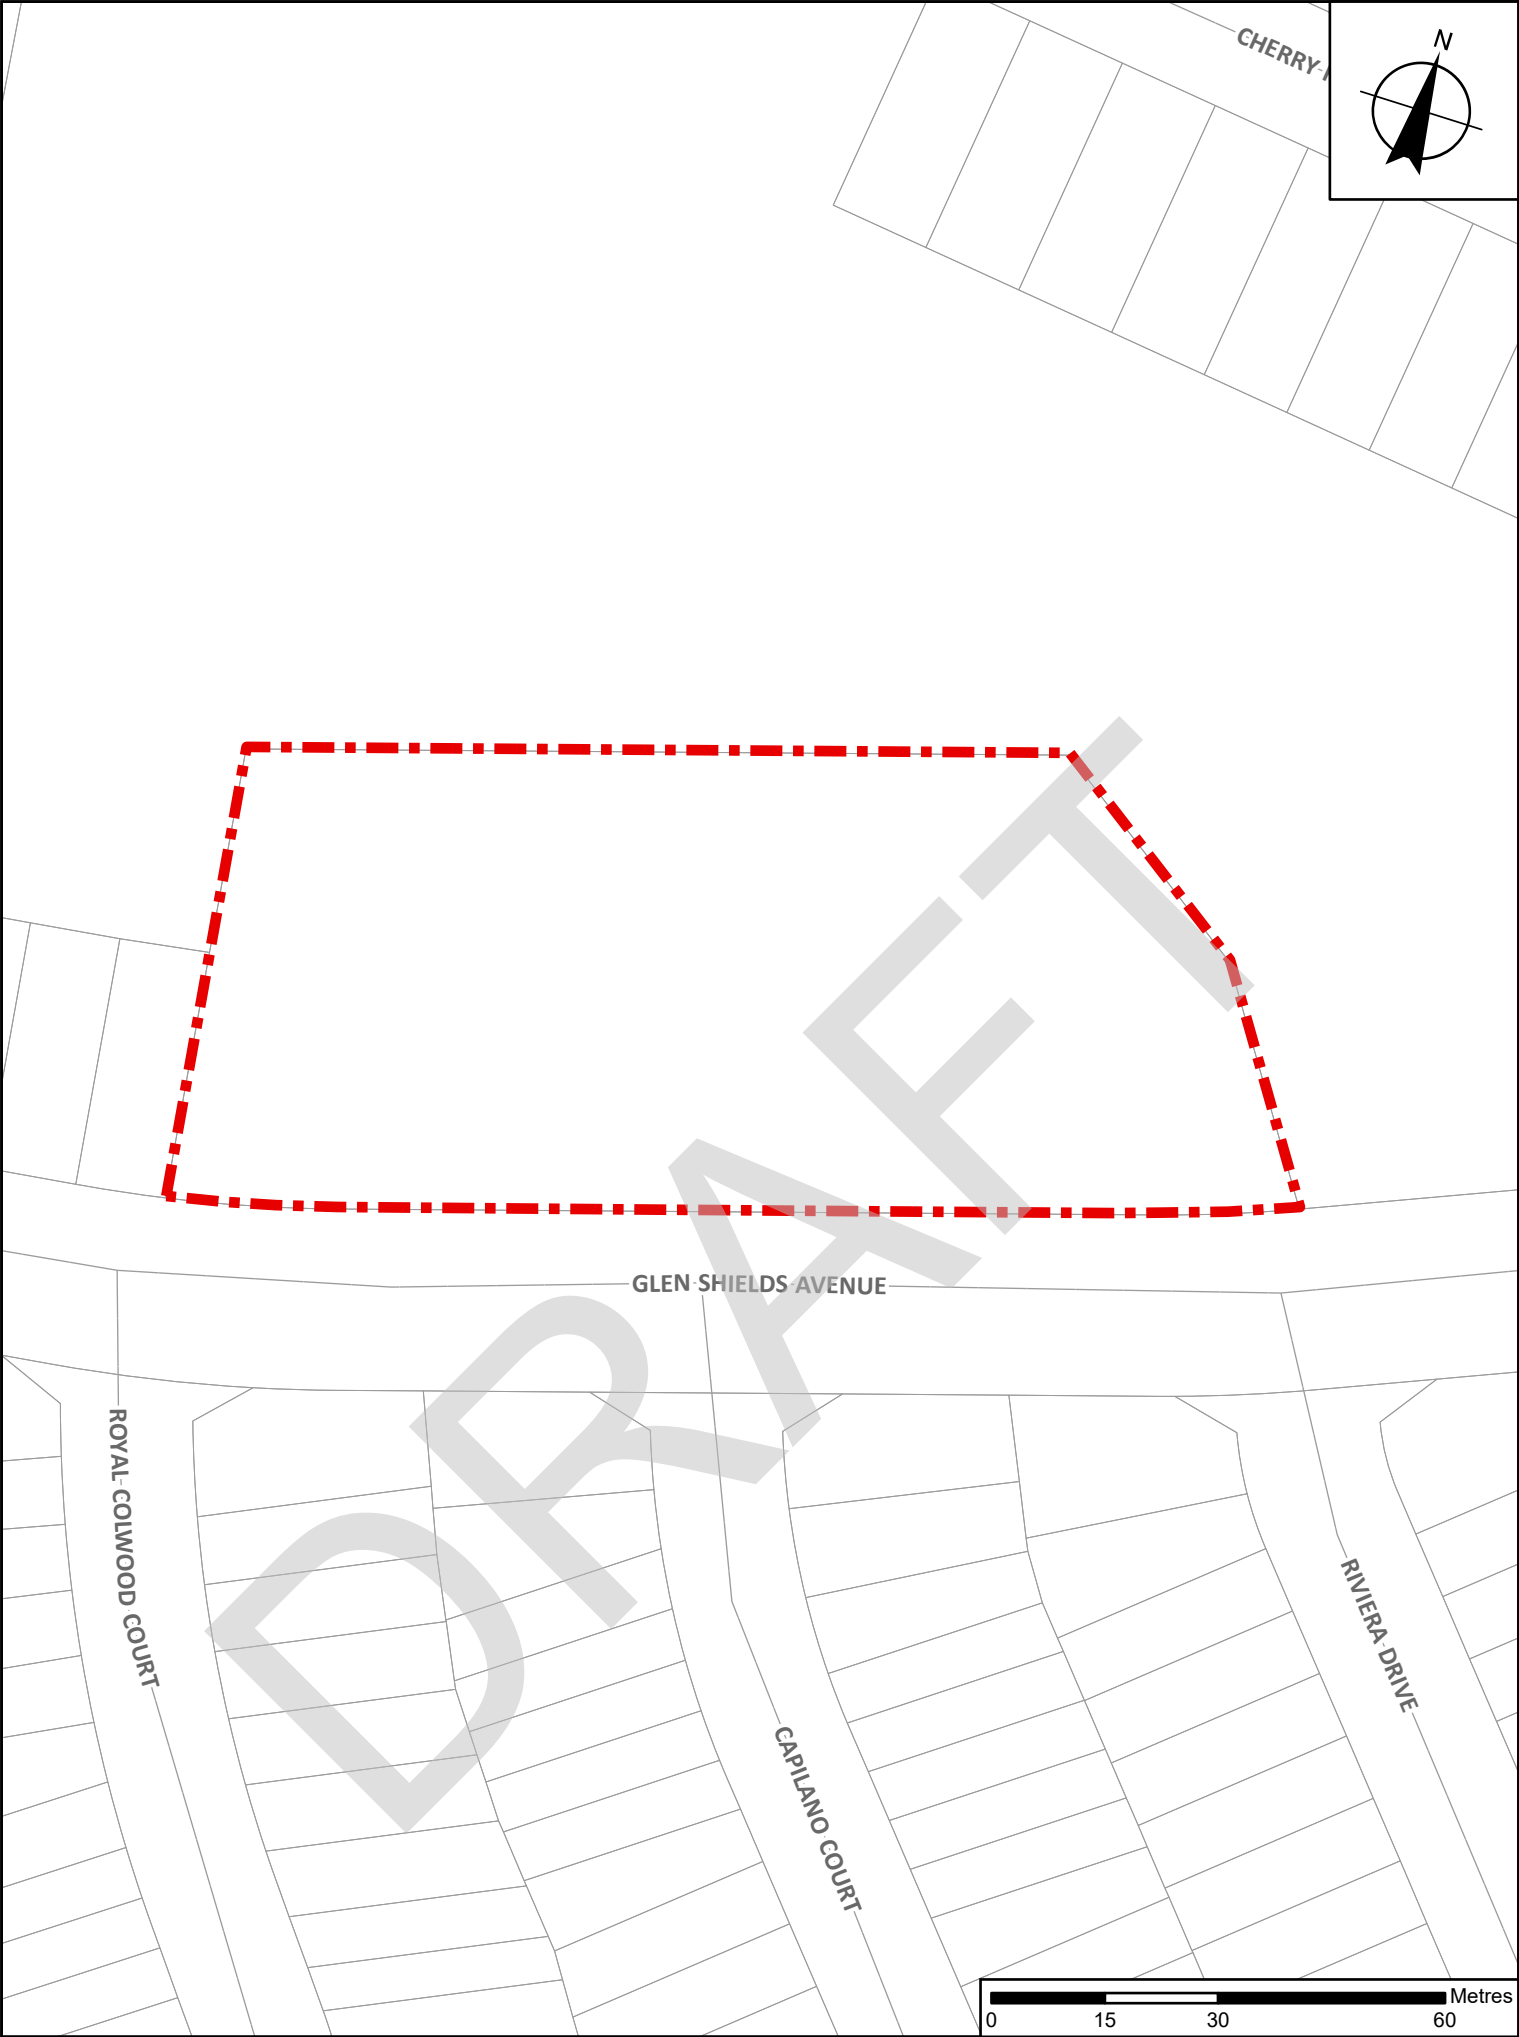 CHERRY
N
DRAFT
GLEN SHIELDS AVENUE
ROYAL COLWOOD COURT
CAPILANO COURT
RIVIERA DRIVE
Metres
0 15 30 60